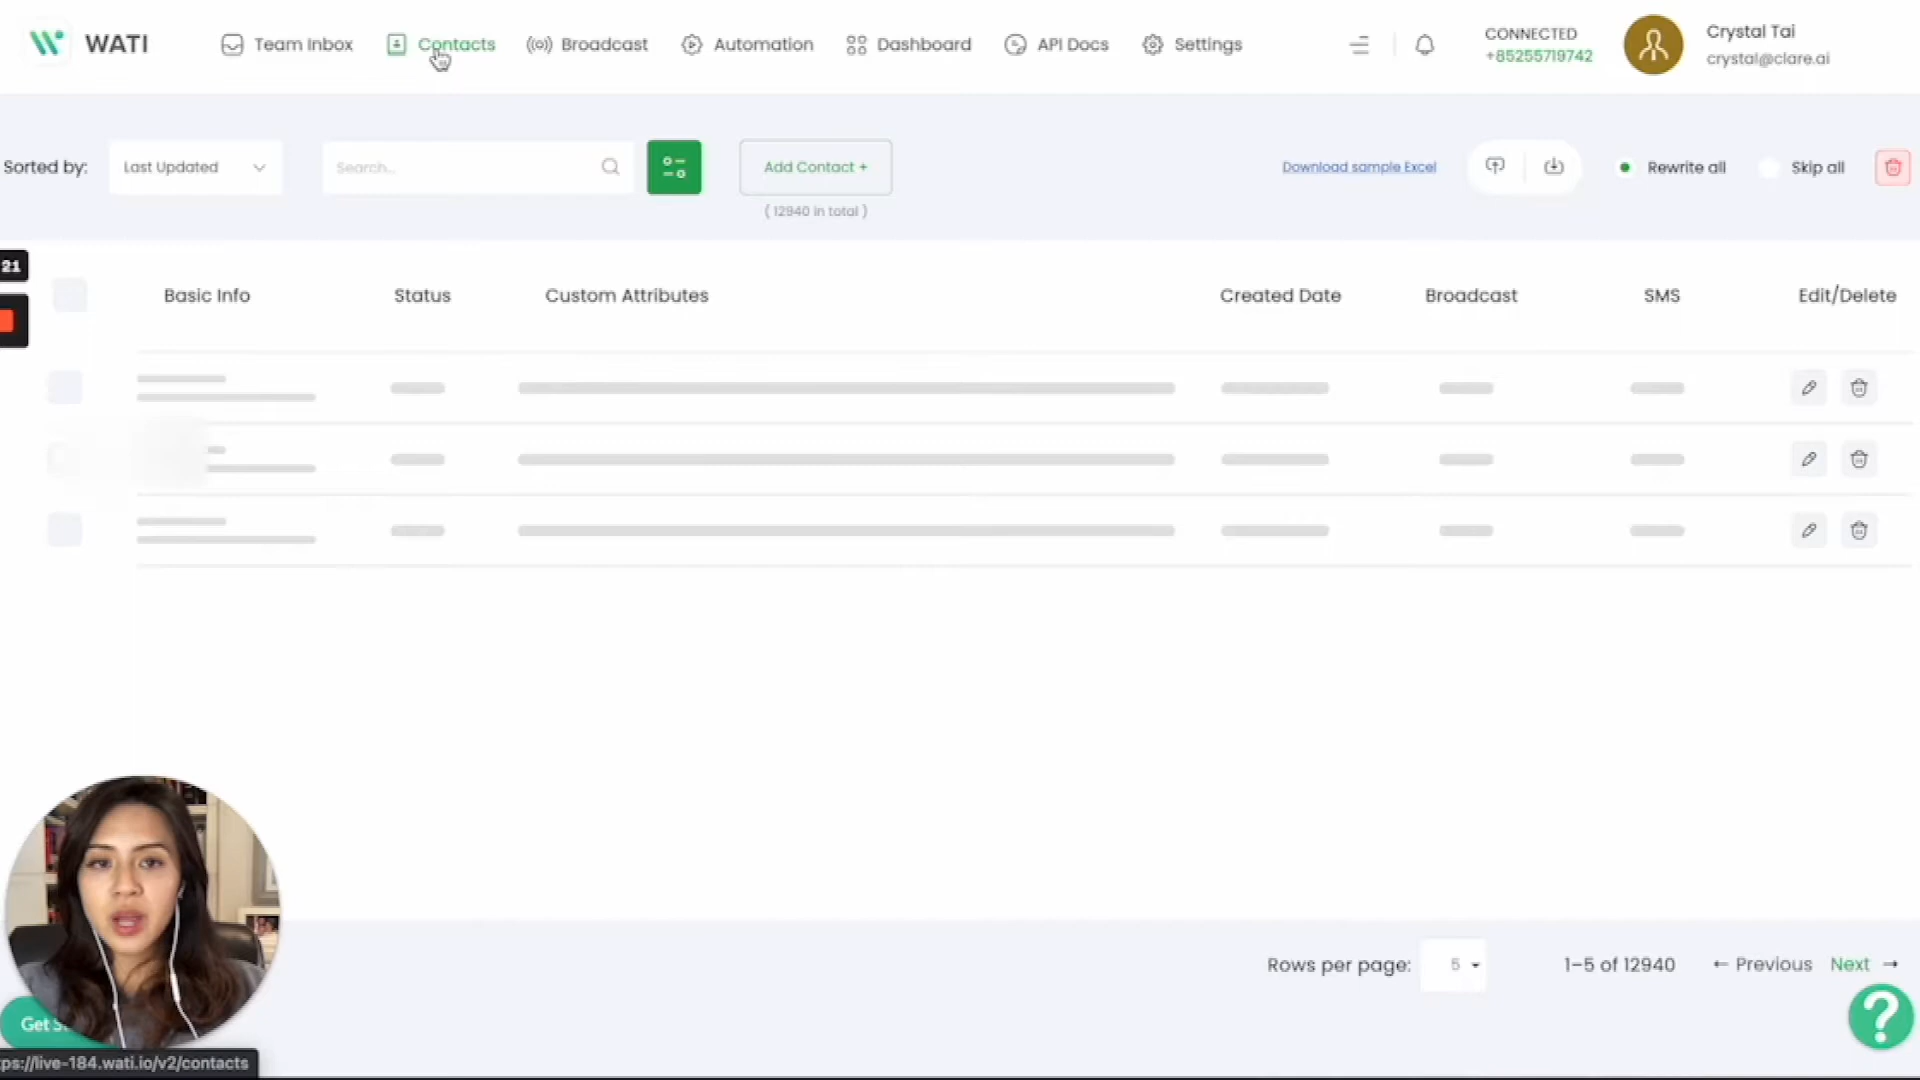 WATI
Team Inbox
Contacts
Broadcast
Automation
Dashboard
API Docs
Settings
CONNECTED
+85255719742
Crystal Tai
crystal@clare.ai
Sorted by:
Last Updated
Search...
Add Contact +
( 12940 in total )
Download sample Excel
Rewrite all
Skip all
21
Basic Info
Status
Custom Attributes
Created Date
Broadcast
SMS
Edit/Delete
Rows per page:
5
1–5 of 12940
← Previous
Next →
Get
?
ps://live-184.wati.io/v2/contacts